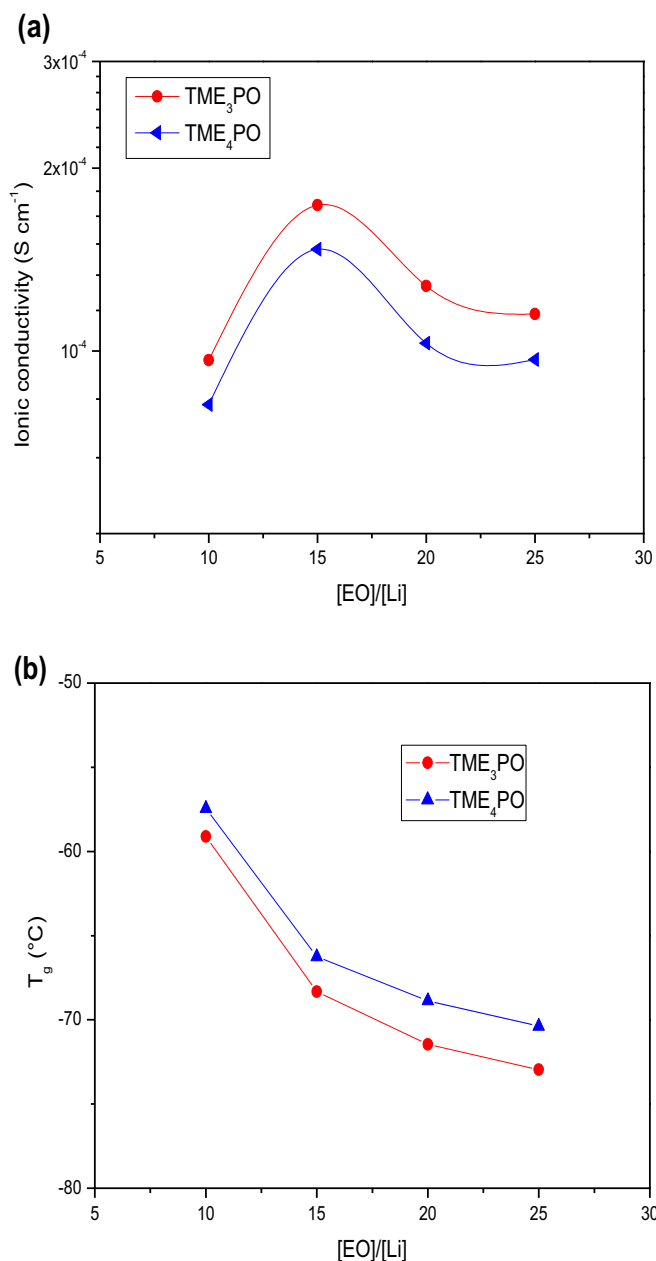 (a)
3x10⁻⁴
2x10⁻⁴
10⁻⁴
Ionic conductivity (S cm⁻¹)
TME₃PO
TME₄PO
5 10 15 20 25 30
[EO]/[Li]
(b)
-50
-60
-70
-80
T_g (°C)
TME₃PO
TME₄PO
5 10 15 20 25 30
[EO]/[Li]